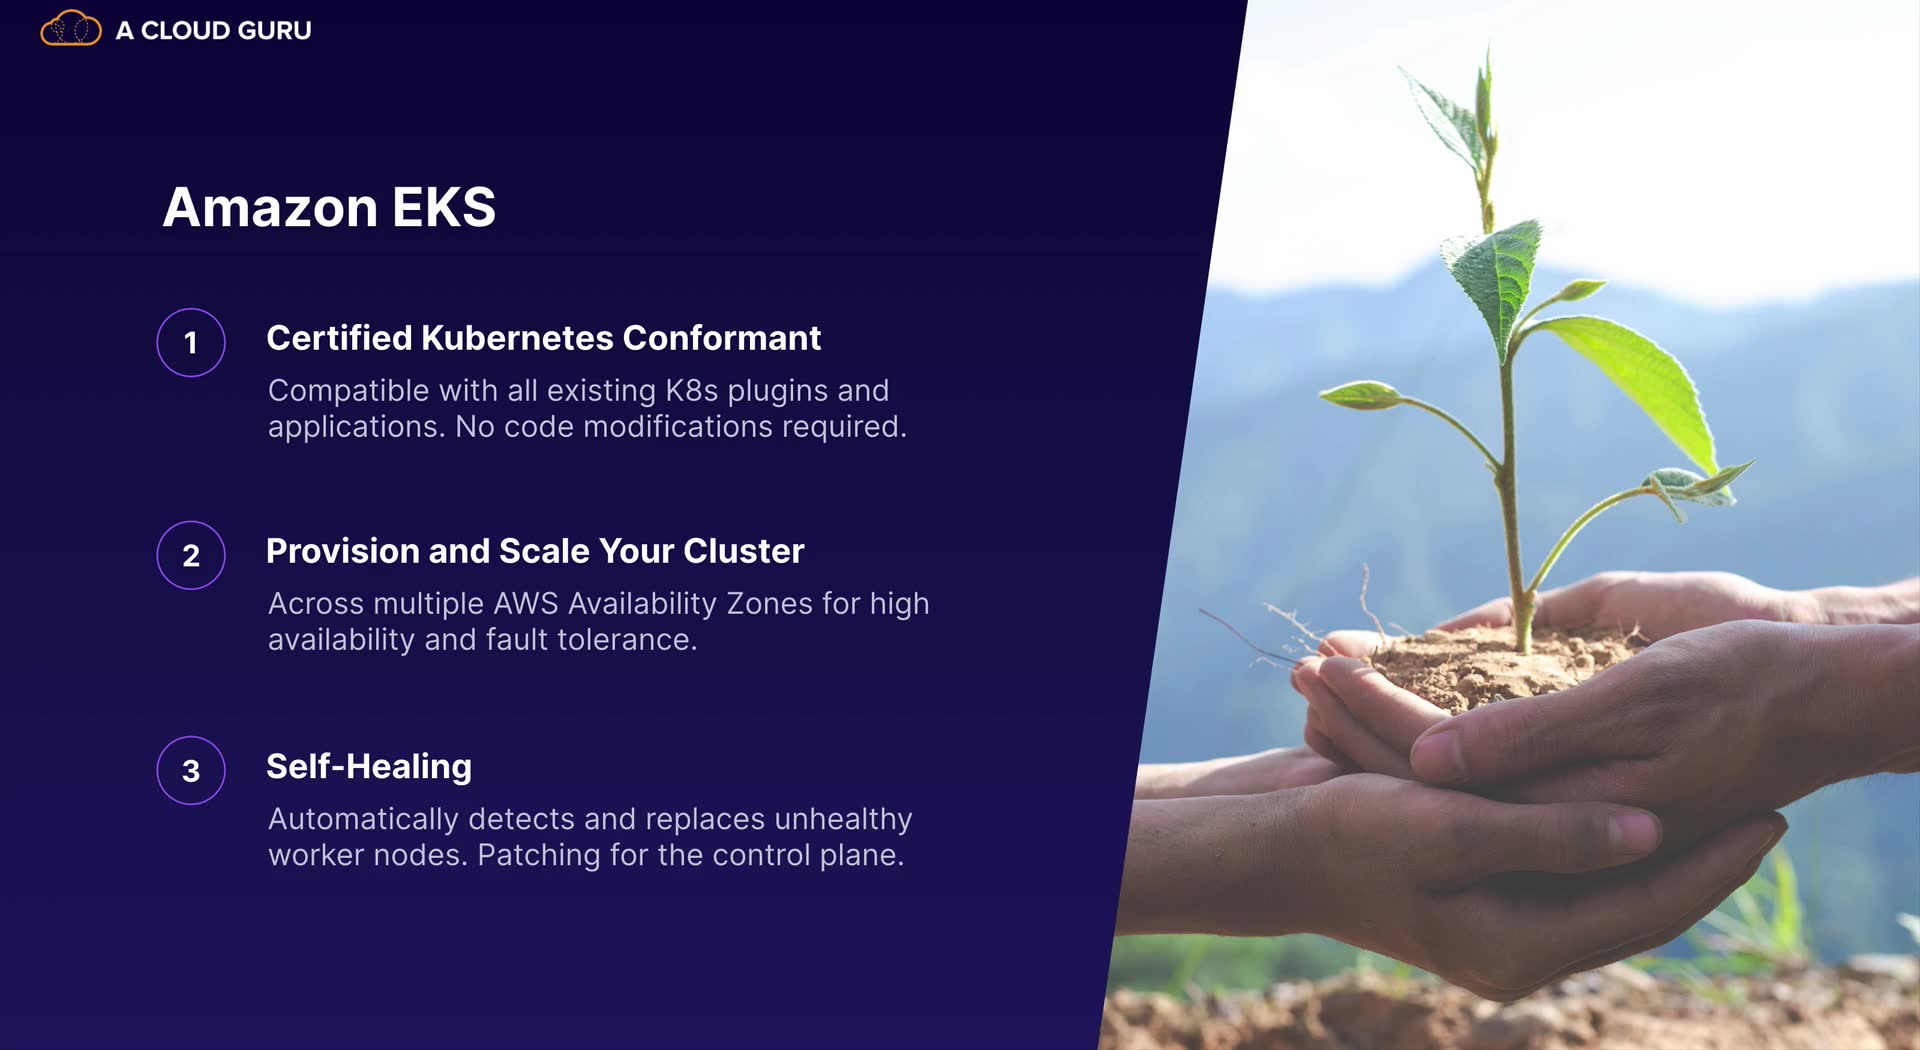 A CLOUD GURU
Amazon EKS
1
Certified Kubernetes Conformant
Compatible with all existing K8s plugins and
applications. No code modifications required.
2
Provision and Scale Your Cluster
Across multiple AWS Availability Zones for high
availability and fault tolerance.
3
Self-Healing
Automatically detects and replaces unhealthy
worker nodes. Patching for the control plane.